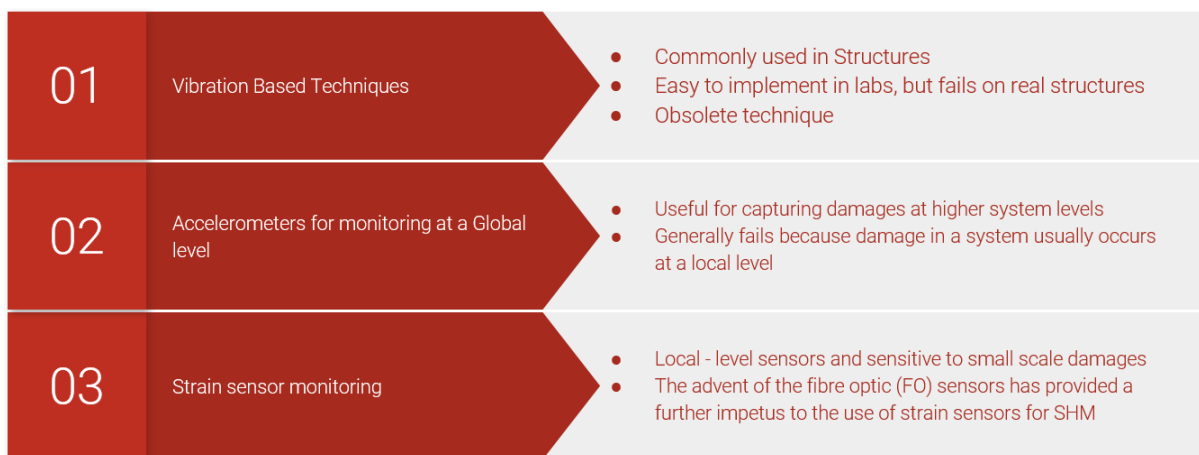 01
Vibration Based Techniques
● Commonly used in Structures
● Easy to implement in labs, but fails on real structures
● Obsolete technique
02
Accelerometers for monitoring at a Global
level
● Useful for capturing damages at higher system levels
● Generally fails because damage in a system usually occurs
at a local level
03
Strain sensor monitoring
● Local - level sensors and sensitive to small scale damages
● The advent of the fibre optic (FO) sensors has provided a
further impetus to the use of strain sensors for SHM